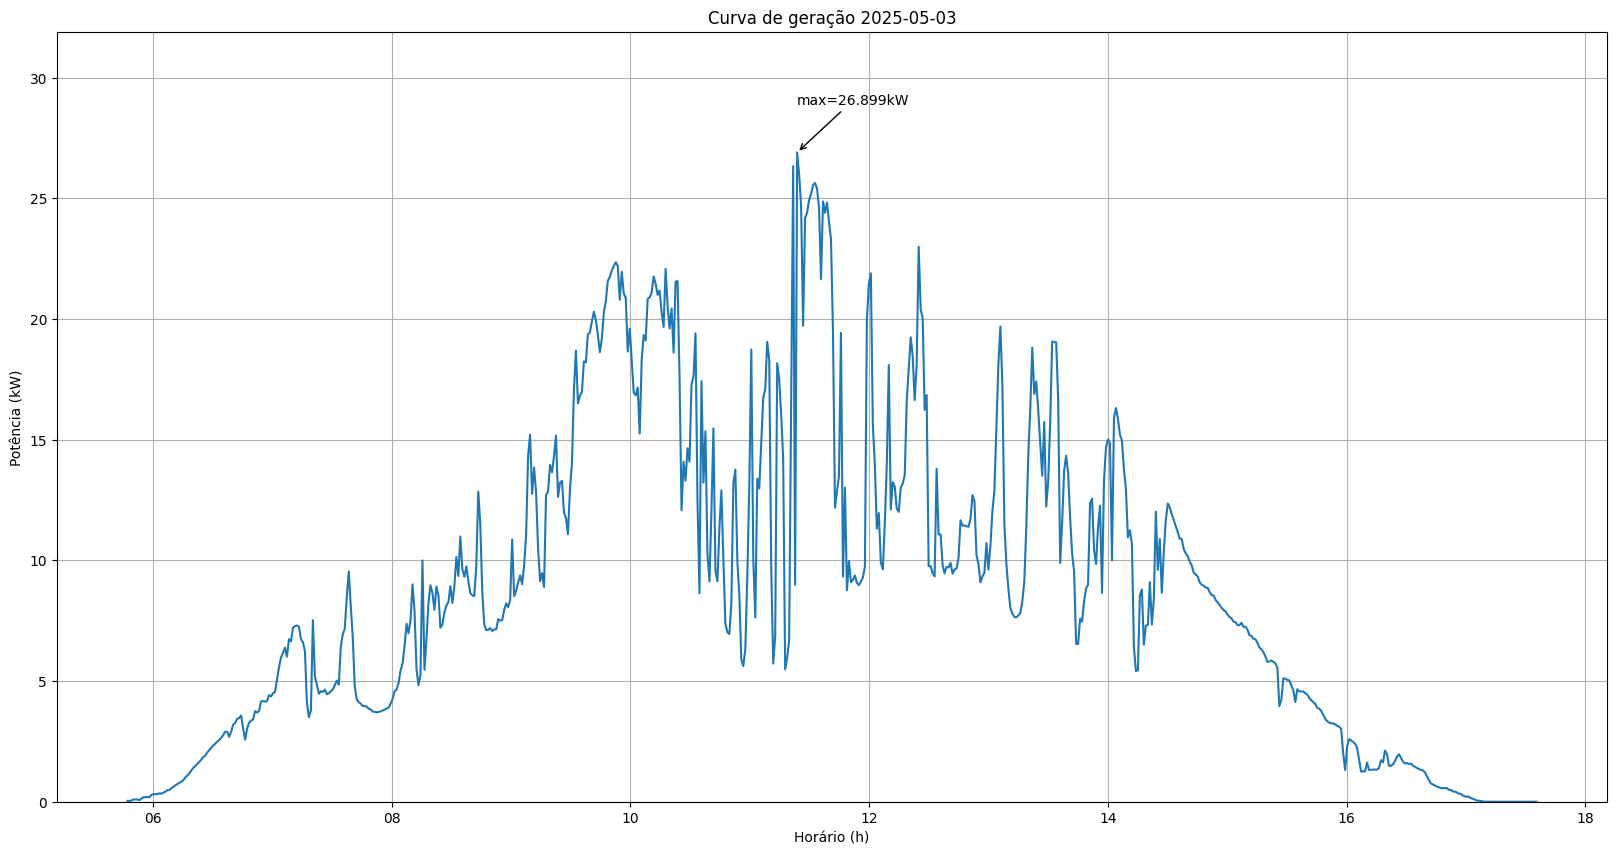 Curva de geração 2025-05-03
max=26.899kW
Potência (kW)
30
25
20
15
10
5
0
06 08 10 12 14 16 18
Horário (h)